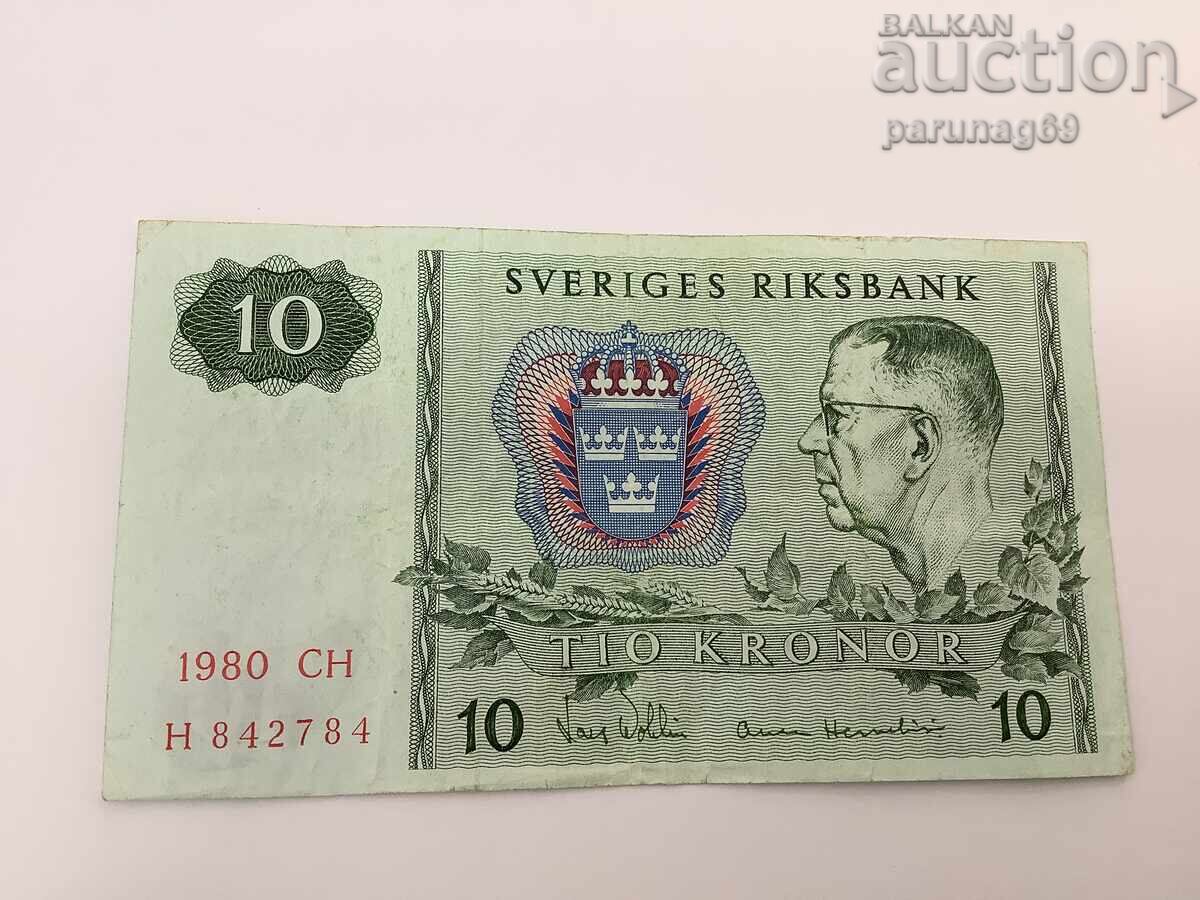 BALKAN
auction
parunag69
10
SVERIGES RIKSBANK
TIO KRONOR
1980 CH
H 842784
10
10